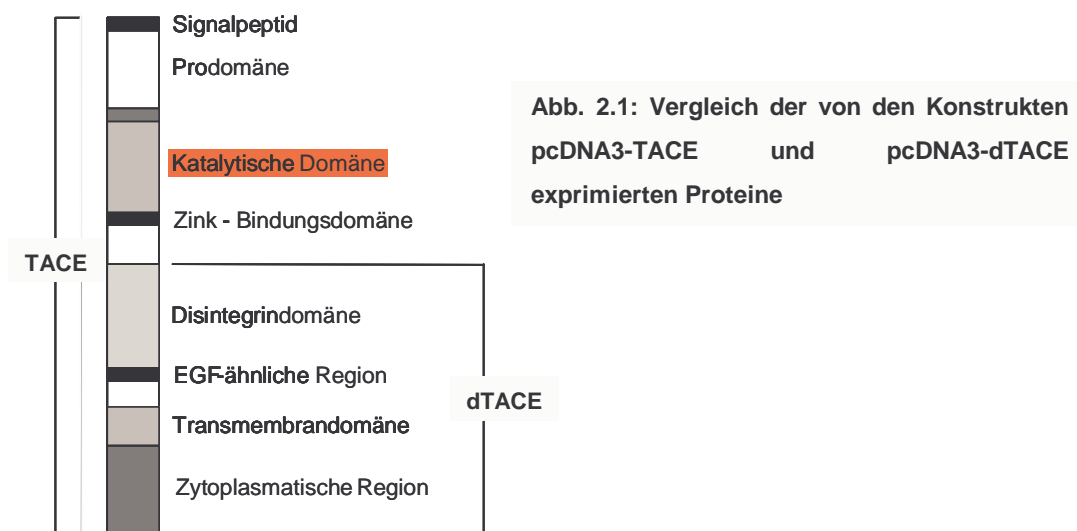 Signalpeptid
Prodomäne
Katalytische Domäne
Zink - Bindungsdomäne
TACE
Disintegrindomäne
EGF-ähnliche Region
dTACE
Transmembrandomäne
Zytoplasmatische Region
Abb. 2.1: Vergleich der von den Konstrukten
pcDNA3-TACE und pcDNA3-dTACE
exprimierten Proteine